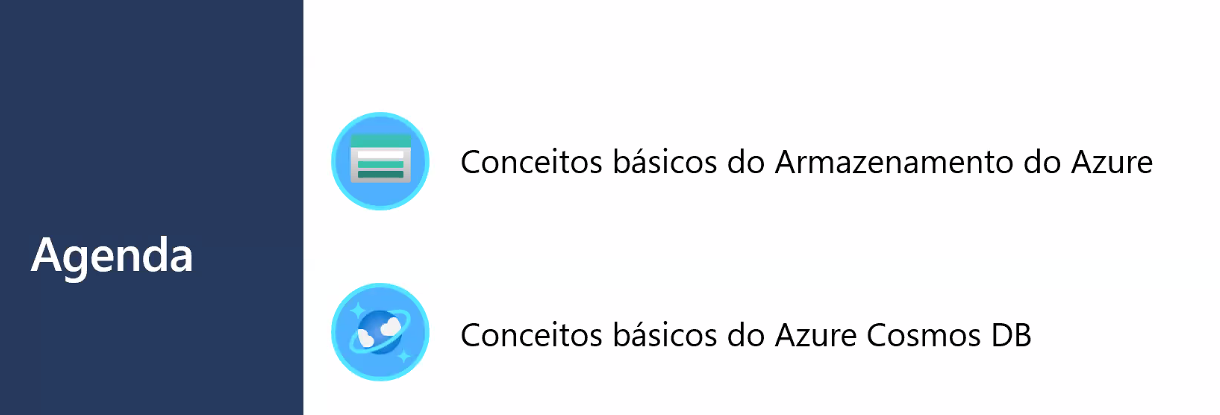 Agenda
Conceitos básicos do Armazenamento do Azure
Conceitos básicos do Azure Cosmos DB